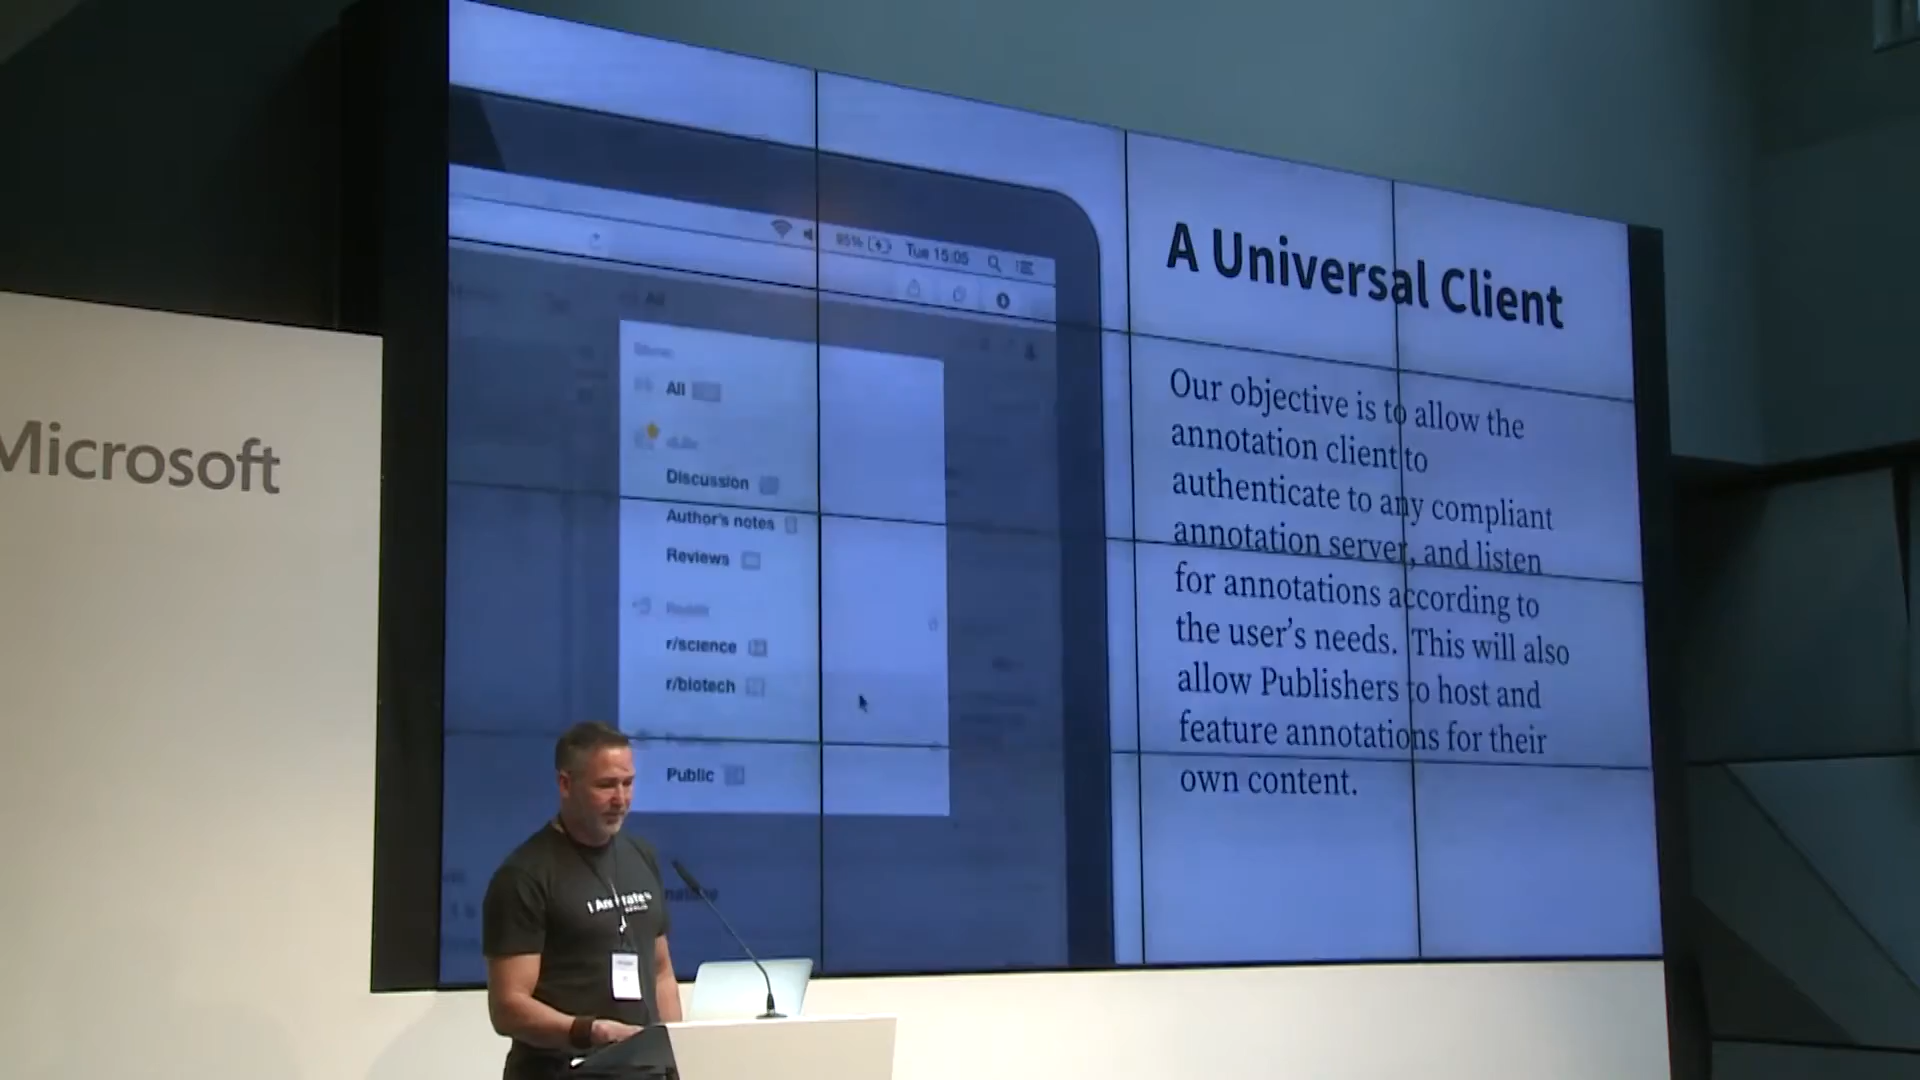 Microsoft
85%
Tue 15:05
All
All
Discussion
Author's notes
Reviews
r/science
r/biotech
Public
A Universal Client
Our objective is to allow the
annotation client to
authenticate to any compliant
annotation server, and listen
for annotations according to
the user's needs.  This will also
allow Publishers to host and
feature annotations for their
own content.